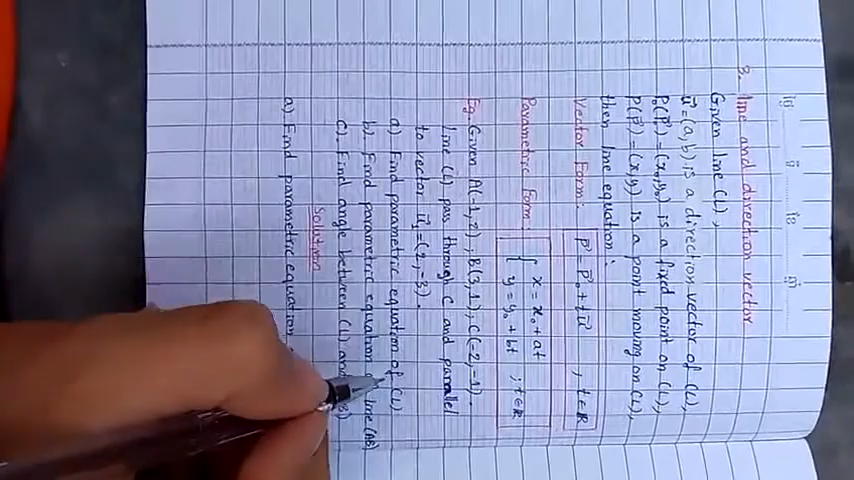 3. line and direction vector
Given line (L),
u⃗ = (a,b) is a direction vector of (L),
P₀(P⃗₀) = (x₀,y₀) is a fixed point on (L),
P(P⃗) = (x,y) is a point moving on (L),
then line equation:
Vector Form: P⃗ = P⃗₀ + tu⃗ , t∈ℝ
Parametric Form: { x = x₀ + at
y = y₀ + bt ; t∈ℝ
Eg. Given A(-1,2) ; B(3,1) ; C(-2,-1).
line (L) pass through C and parallel
to vector u⃗₁ = (2,-3).
a) Find parametric equation of (L)
b). Find parametric equation line (AB)
c). Find angle between (L) and
Solution
a) Find parametric equation